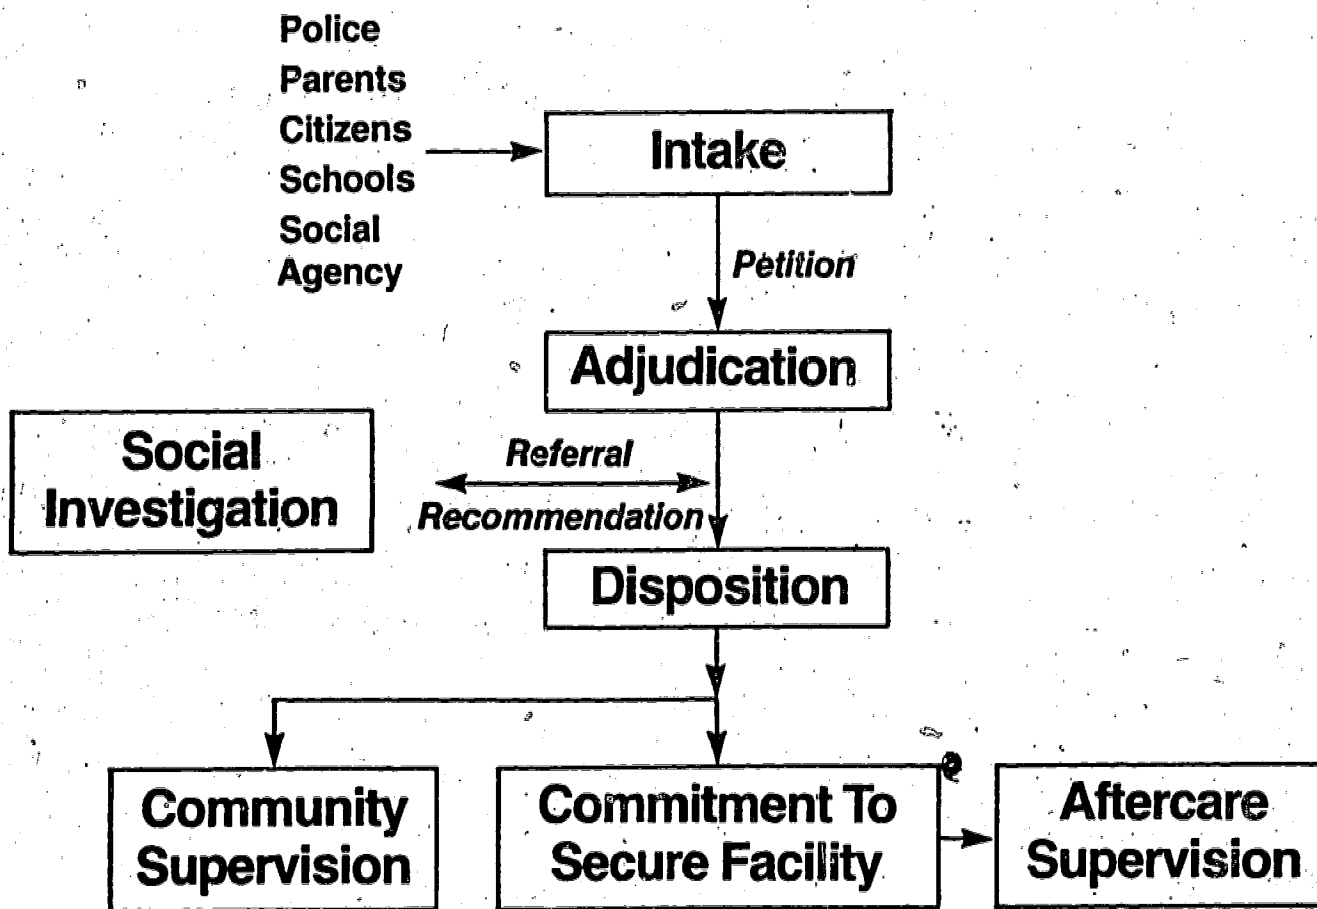 Police
Parents
Citizens
Schools
Social
Agency
Intake
Petition
Adjudication
Social
Investigation
Referral
Recommendation
Disposition
Community
Supervision
Commitment To
Secure Facility
Aftercare
Supervision